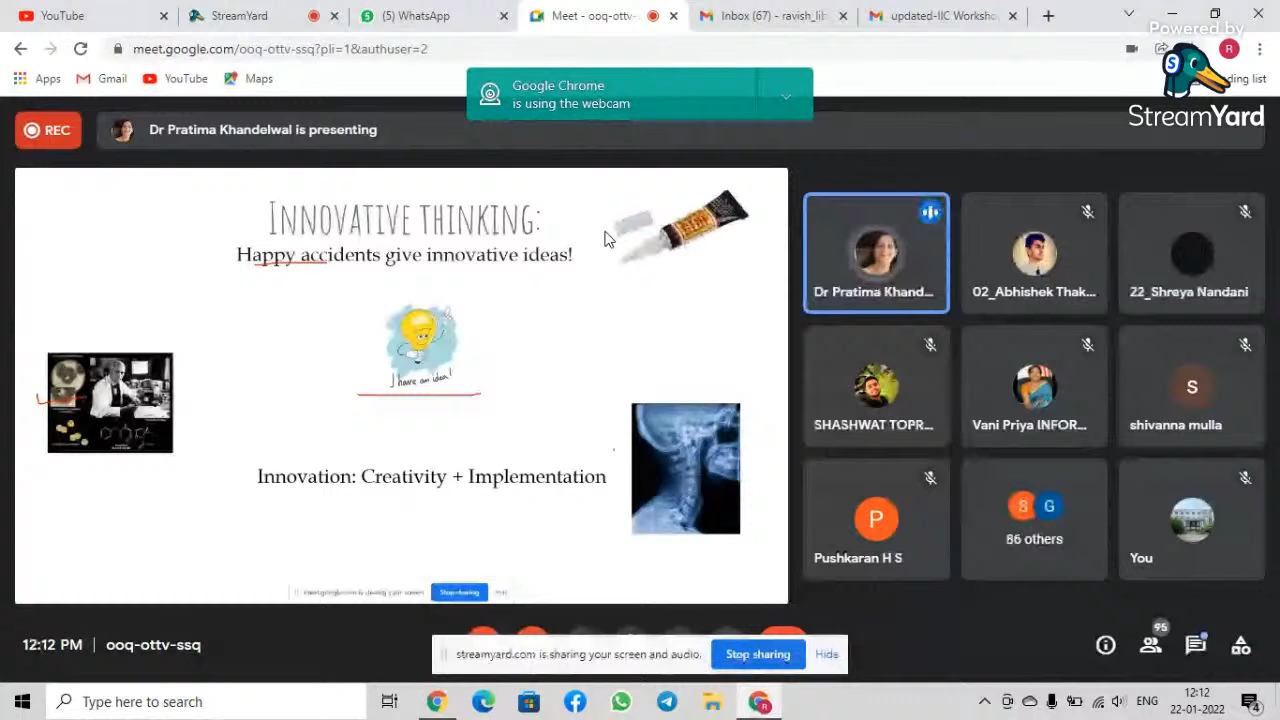 YouTube
StreamYard
(5) WhatsApp
Meet - ooq-ottv-
Inbox (67) - ravish_lib
updated-IIC Worksho
Powered by
meet.google.com/ooq-ottv-ssq?pli=1&authuser=2
R
Apps
Gmail
YouTube
Maps
ding list
Google Chrome
is using the webcam
S
StreamYard
REC
Dr Pratima Khandelwal is presenting
INNOVATIVE THINKING:
Happy accidents give innovative ideas!
I have an idea!
Innovation: Creativity + Implementation
Stop sharing
Dr Pratima Khand...
02_Abhishek Thak...
22_Shreya Nandani
SHASHWAT TOPR...
Vani Priya INFOR...
S
shivanna mulla
P
Pushkaran H S
S G
86 others
You
12:12 PM | ooq-ottv-ssq
streamyard.com is sharing your screen and audio.
Stop sharing
Hide
95
Type here to search
R
ENG
12:12
22-01-2022
4